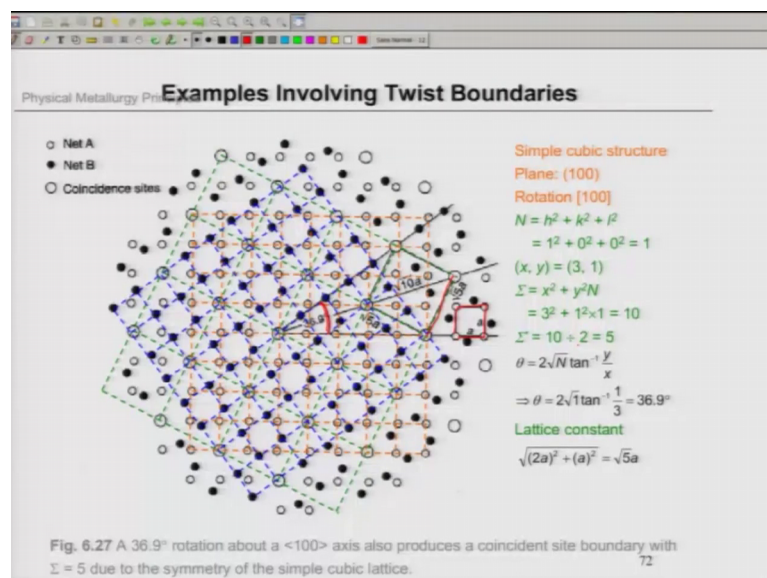 Physical Metallurgy Principles
Examples Involving Twist Boundaries
Net A
Net B
Coincidence sites
Simple cubic structure
Plane: (100)
Rotation [100]
N = h² + k² + l²
= 1² + 0² + 0² = 1
(x, y) = (3, 1)
Σ = x² + y²N
= 3² + 1²×1 = 10
Σ' = 10 ÷ 2 = 5
θ = 2√N tan⁻¹ y/x
⇒ θ = 2√1 tan⁻¹ 1/3 = 36.9°
Lattice constant
√(2a)² + (a)² = √5a
√10a
√5a
√5a
a
a
Fig. 6.27 A 36.9° rotation about a <100> axis also produces a coincident site boundary with
Σ = 5 due to the symmetry of the simple cubic lattice.
72